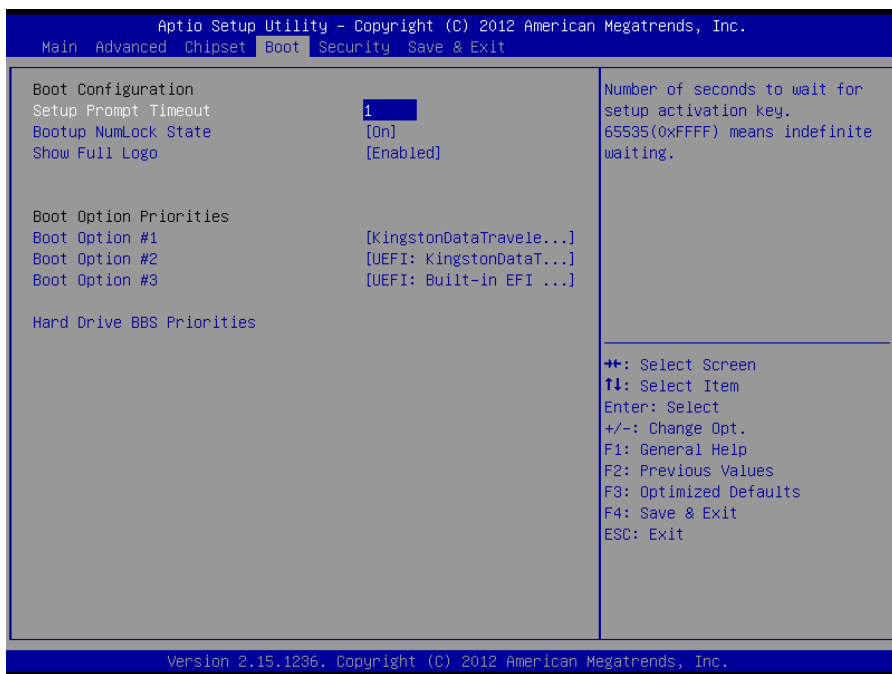 Aptio Setup Utility – Copyright (C) 2012 American Megatrends, Inc.
Main Advanced Chipset Boot Security Save & Exit
Boot Configuration
Setup Prompt Timeout 1
Bootup NumLock State [On]
Show Full Logo [Enabled]
Boot Option Priorities
Boot Option #1 [KingstonDataTravele...]
Boot Option #2 [UEFI: KingstonDataT...]
Boot Option #3 [UEFI: Built-in EFI ...]
Hard Drive BBS Priorities
Number of seconds to wait for
setup activation key.
65535(0xFFFF) means indefinite
waiting.
→←: Select Screen
↑↓: Select Item
Enter: Select
+/-: Change Opt.
F1: General Help
F2: Previous Values
F3: Optimized Defaults
F4: Save & Exit
ESC: Exit
Version 2.15.1236. Copyright (C) 2012 American Megatrends, Inc.